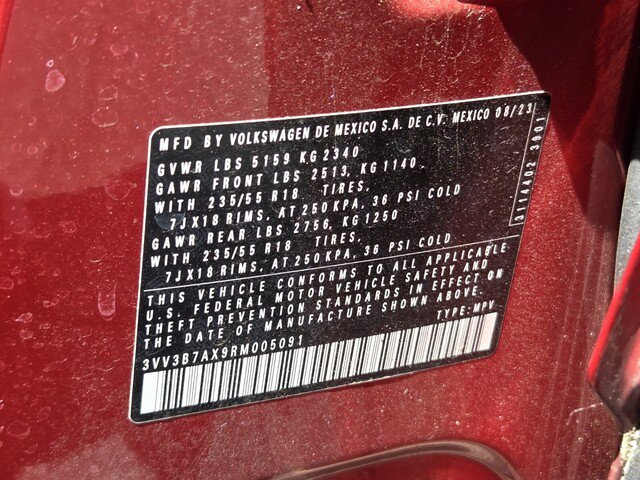 MFD BY VOLKSWAGEN DE MEXICO S.A. DE C.V. MEXICO 08/23
GVWR LBS 5159 KG 2340
GAWR FRONT LBS 2513, KG 1140,
WITH 235/55 R18 TIRES,
7JX18 RIMS, AT 250 KPA, 36 PSI COLD
GAWR REAR LBS 2756, KG 1250
WITH 235/55 R18 TIRES,
7JX18 RIMS, AT 250 KPA, 36 PSI COLD
THIS VEHICLE CONFORMS TO ALL APPLICABLE
U.S. FEDERAL MOTOR VEHICLE SAFETY AND
THEFT PREVENTION STANDARDS IN EFFECT ON
THE DATE OF MANUFACTURE SHOWN ABOVE.
3VV3B7AX9RM005091 TYPE: MPV